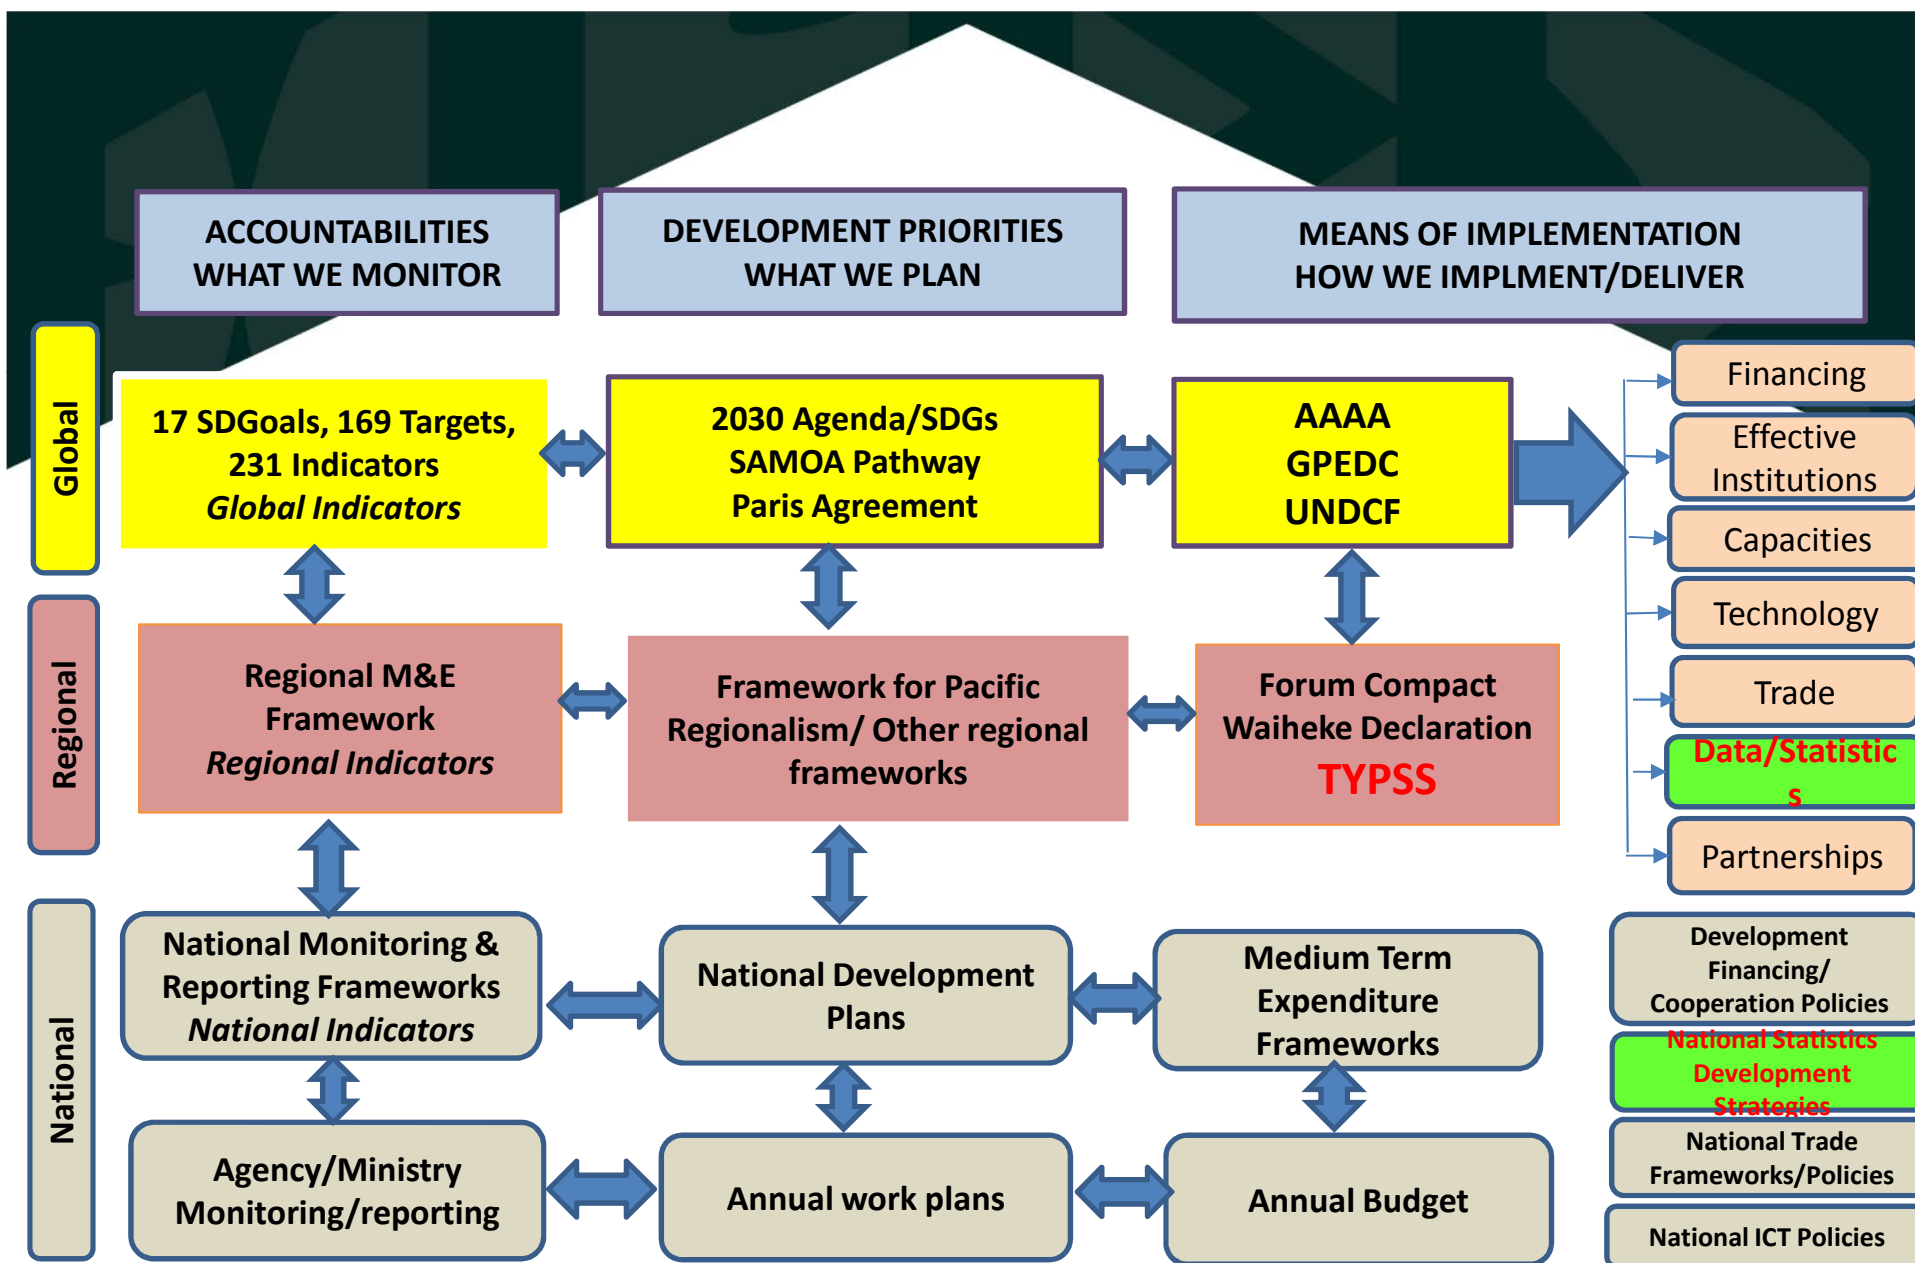 ACCOUNTABILITIES
WHAT WE MONITOR
DEVELOPMENT PRIORITIES
WHAT WE PLAN
MEANS OF IMPLEMENTATION
HOW WE IMPLMENT/DELIVER
Global
17 SDGoals, 169 Targets,
231 Indicators
Global Indicators
2030 Agenda/SDGs
SAMOA Pathway
Paris Agreement
AAAA
GPEDC
UNDCF
Financing
Effective
Institutions
Capacities
Technology
Trade
Data/Statistic
s
Partnerships
Regional
Regional M&E
Framework
Regional Indicators
Framework for Pacific
Regionalism/ Other regional
frameworks
Forum Compact
Waiheke Declaration
TYPSS
National
National Monitoring &
Reporting Frameworks
National Indicators
National Development
Plans
Medium Term
Expenditure
Frameworks
Development
Financing/
Cooperation Policies
National Statistics
Development
Strategies
National Trade
Frameworks/Policies
National ICT Policies
Agency/Ministry
Monitoring/reporting
Annual work plans
Annual Budget